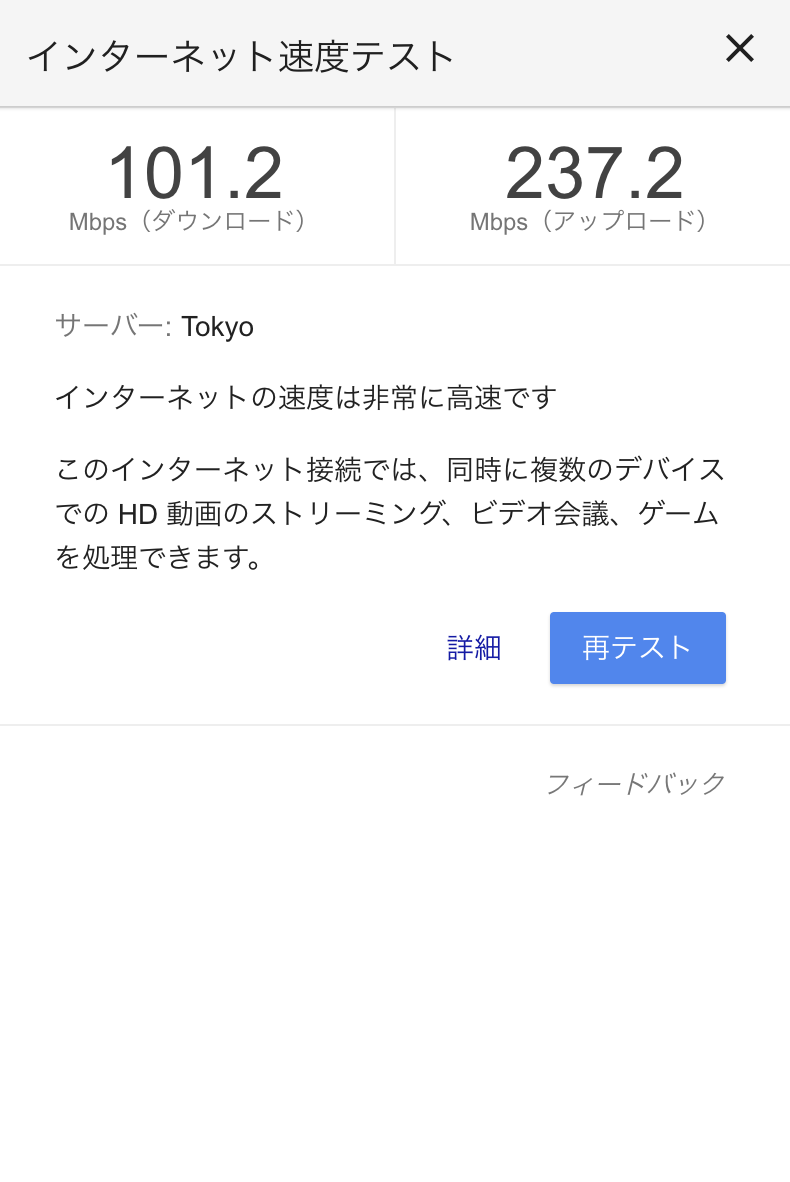 インターネット速度テスト
101.2
Mbps（ダウンロード）
237.2
Mbps（アップロード）
サーバー: Tokyo
インターネットの速度は非常に高速です
このインターネット接続では、同時に複数のデバイス
での HD 動画のストリーミング、ビデオ会議、ゲーム
を処理できます。
詳細
再テスト
フィードバック